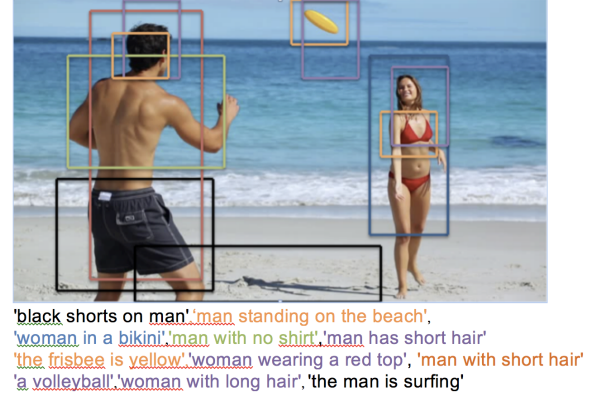 'black shorts on man','man standing on the beach',
'woman in a bikini','man with no shirt','man has short hair'
'the frisbee is yellow','woman wearing a red top', 'man with short hair'
'a volleyball','woman with long hair', 'the man is surfing'